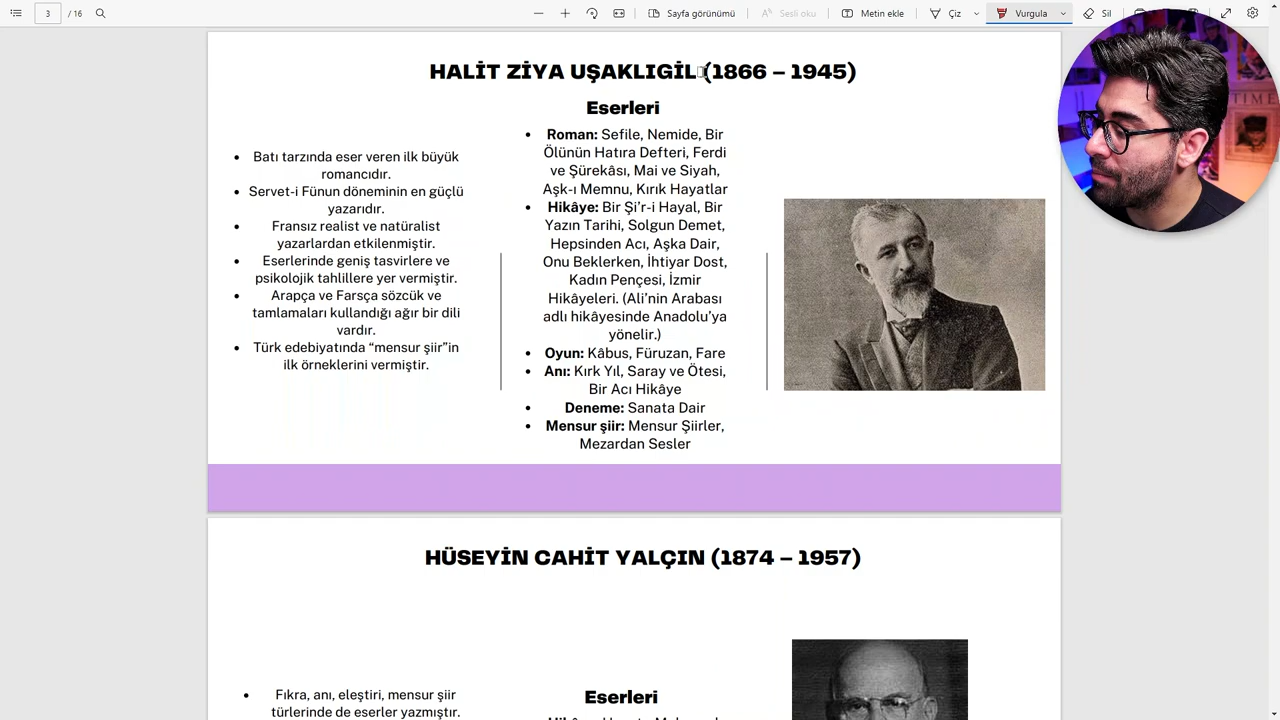 3 / 16
Sayfa görünümü
Sesli oku
Metin ekle
Çiz
Vurgula
Sil
HALİT ZİYA UŞAKLIGİL (1866 – 1945)
• Batı tarzında eser veren ilk büyük
romancıdır.
• Servet-i Fünun döneminin en güçlü
yazarıdır.
• Fransız realist ve natüralist
yazarlardan etkilenmiştir.
• Eserlerinde geniş tasvirlere ve
psikolojik tahlillere yer vermiştir.
• Arapça ve Farsça sözcük ve
tamlamaları kullandığı ağır bir dili
vardır.
• Türk edebiyatında “mensur şiir”in
ilk örneklerini vermiştir.
Eserleri
• Roman: Sefile, Nemide, Bir
Ölünün Hatıra Defteri, Ferdi
ve Şürekâsı, Mai ve Siyah,
Aşk-ı Memnu, Kırık Hayatlar
• Hikâye: Bir Şi’r-i Hayal, Bir
Yazın Tarihi, Solgun Demet,
Hepsinden Acı, Aşka Dair,
Onu Beklerken, İhtiyar Dost,
Kadın Pençesi, İzmir
Hikâyeleri. (Ali’nin Arabası
adlı hikâyesinde Anadolu’ya
yönelir.)
• Oyun: Kâbus, Füruzan, Fare
• Anı: Kırk Yıl, Saray ve Ötesi,
Bir Acı Hikâye
• Deneme: Sanata Dair
• Mensur şiir: Mensur Şiirler,
Mezardan Sesler
TIME
HÜSEYİN CAHİT YALÇIN (1874 – 1957)
• Fıkra, anı, eleştiri, mensur şiir
türlerinde de eserler yazmıştır.
Eserleri